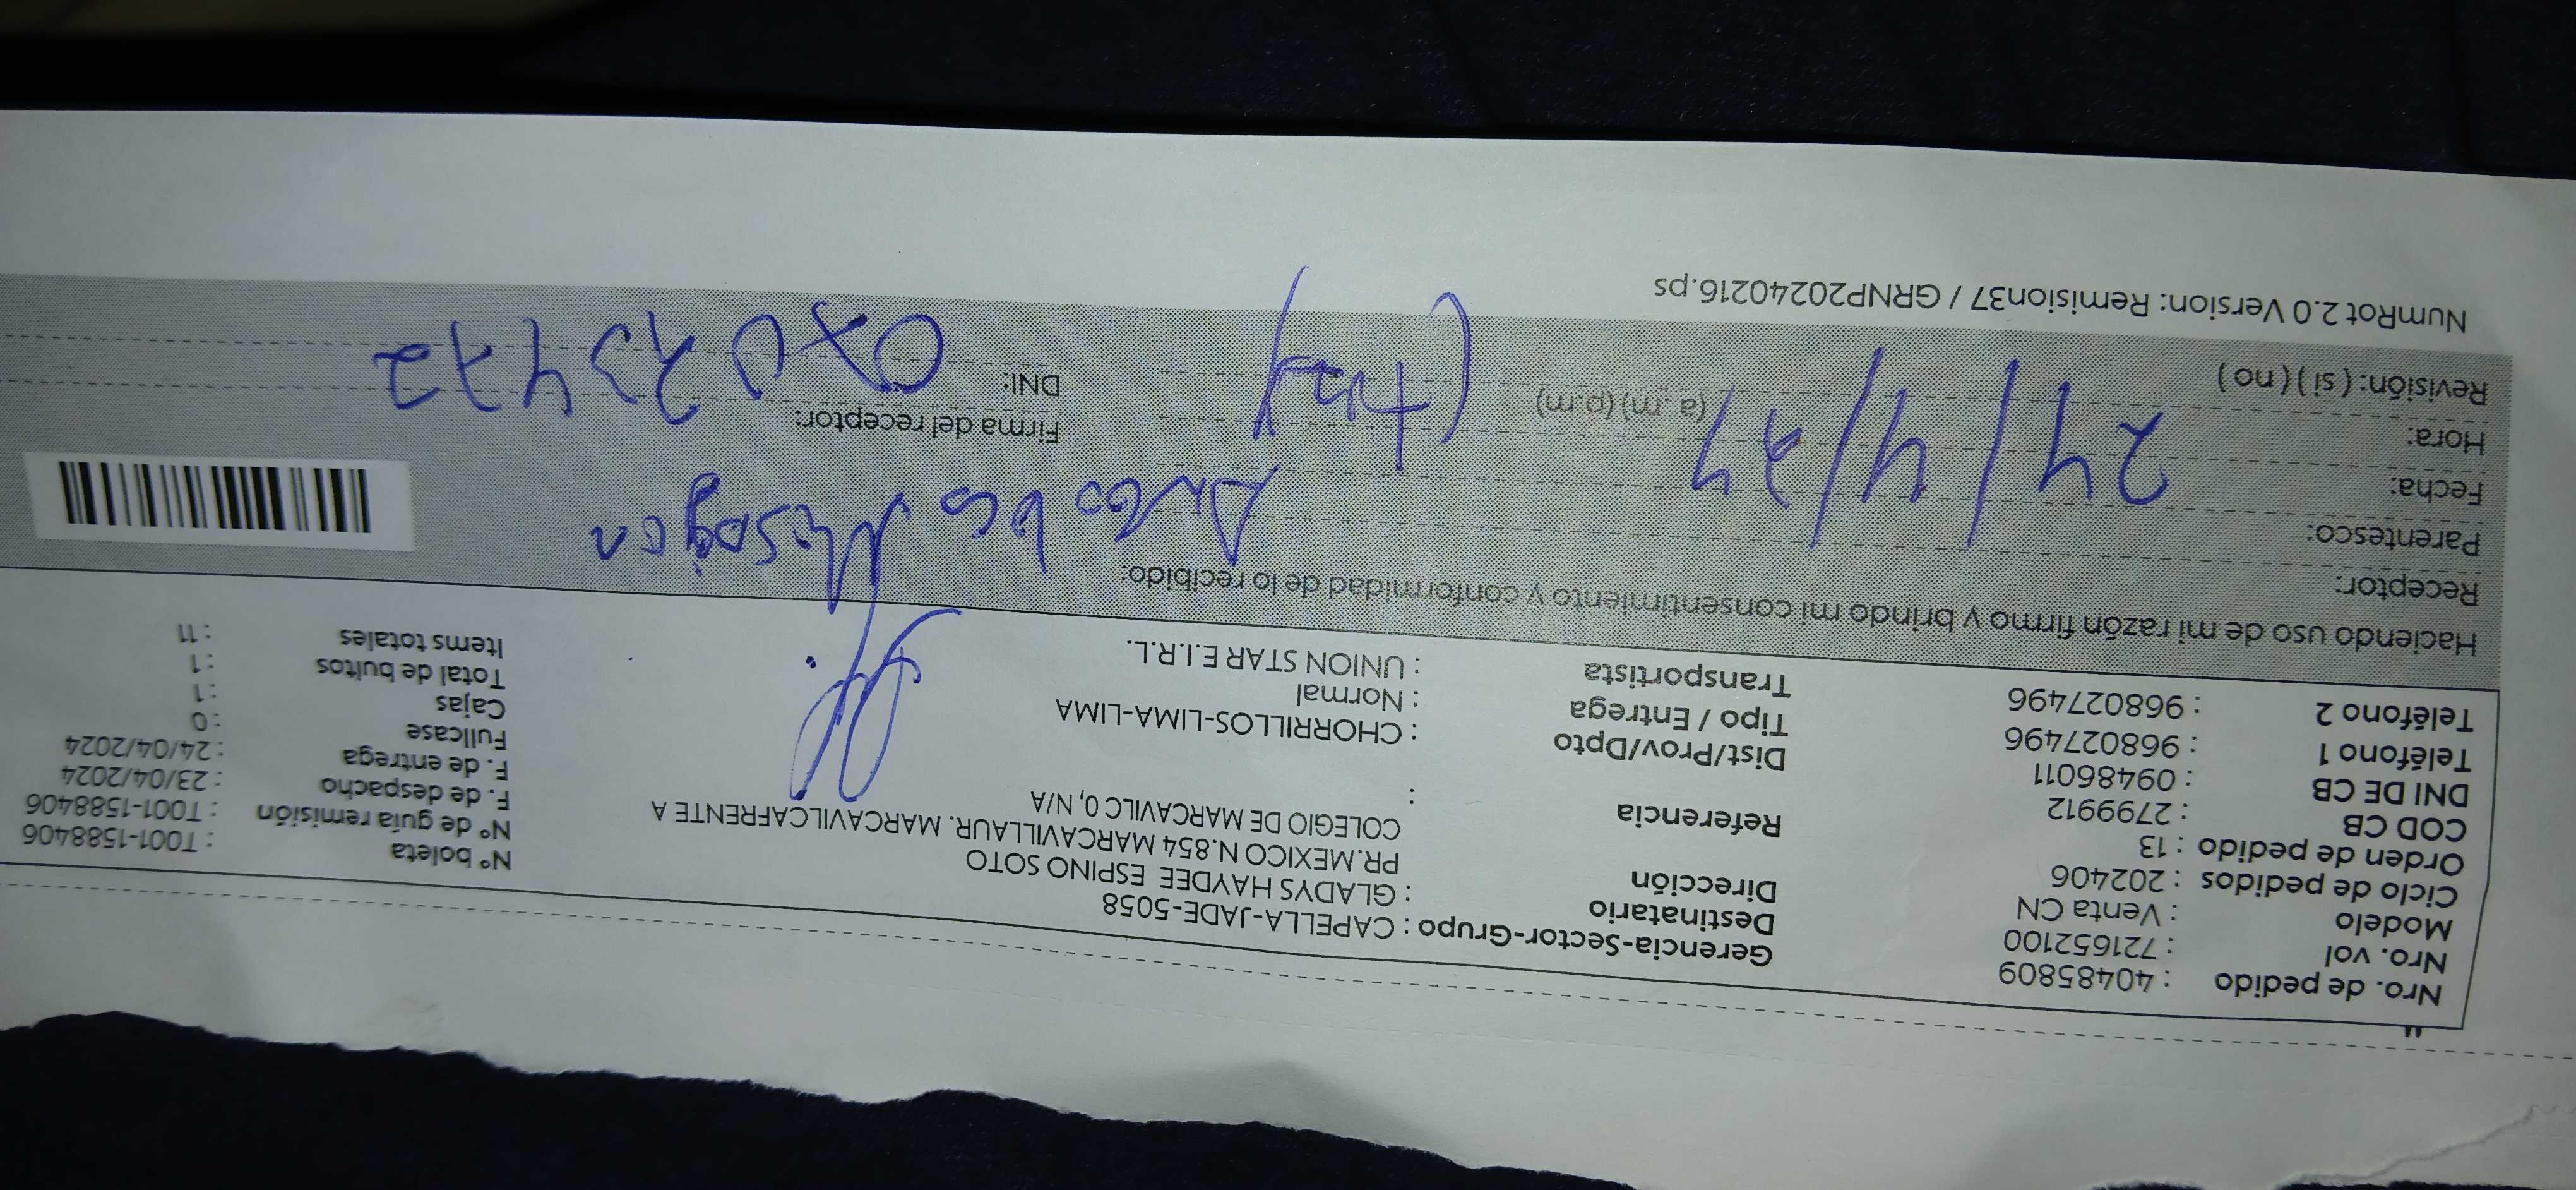 Nro. de pedido : 40485809
Nro. vol : 721652100
Modelo : Venta CN
Ciclo de pedidos : 202406
Orden de pedido : 13
COD CB : 2799912
DNI DE CB : 09486011
Teléfono 1 : 968027496
Teléfono 2 : 968027496
Gerencia-Sector-Grupo : CAPELLA-JADE-5058
Destinatario : GLADYS HAYDEE ESPINO SOTO
Dirección PR.MEXICO N.854 MARCAVILLAUR. MARCAVILCAFRENTE A
COLEGIO DE MARCAVILC 0, N/A
Referencia :
Dist/Prov/Dpto : CHORRILLOS-LIMA-LIMA
Tipo / Entrega : Normal
Transportista : UNION STAR E.I.R.L.
N° boleta : T001-1588406
N° de guía remisión : T001-1588406
F. de despacho : 23/04/2024
F. de entrega : 24/04/2024
Fullcase : 0
Cajas : 1
Total de bultos : 1
Items totales : 11
Haciendo uso de mi razón firmo y brindo mi consentimiento y conformidad de lo recibido:
Receptor:
Parentesco:
Fecha: 24/4/24
Hora: (a. m) (p.m)
Revisión: ( si ) ( no )
Firma del receptor:
DNI:
NumRot 2.0 Version: Remision37 / GRNP20240216.ps